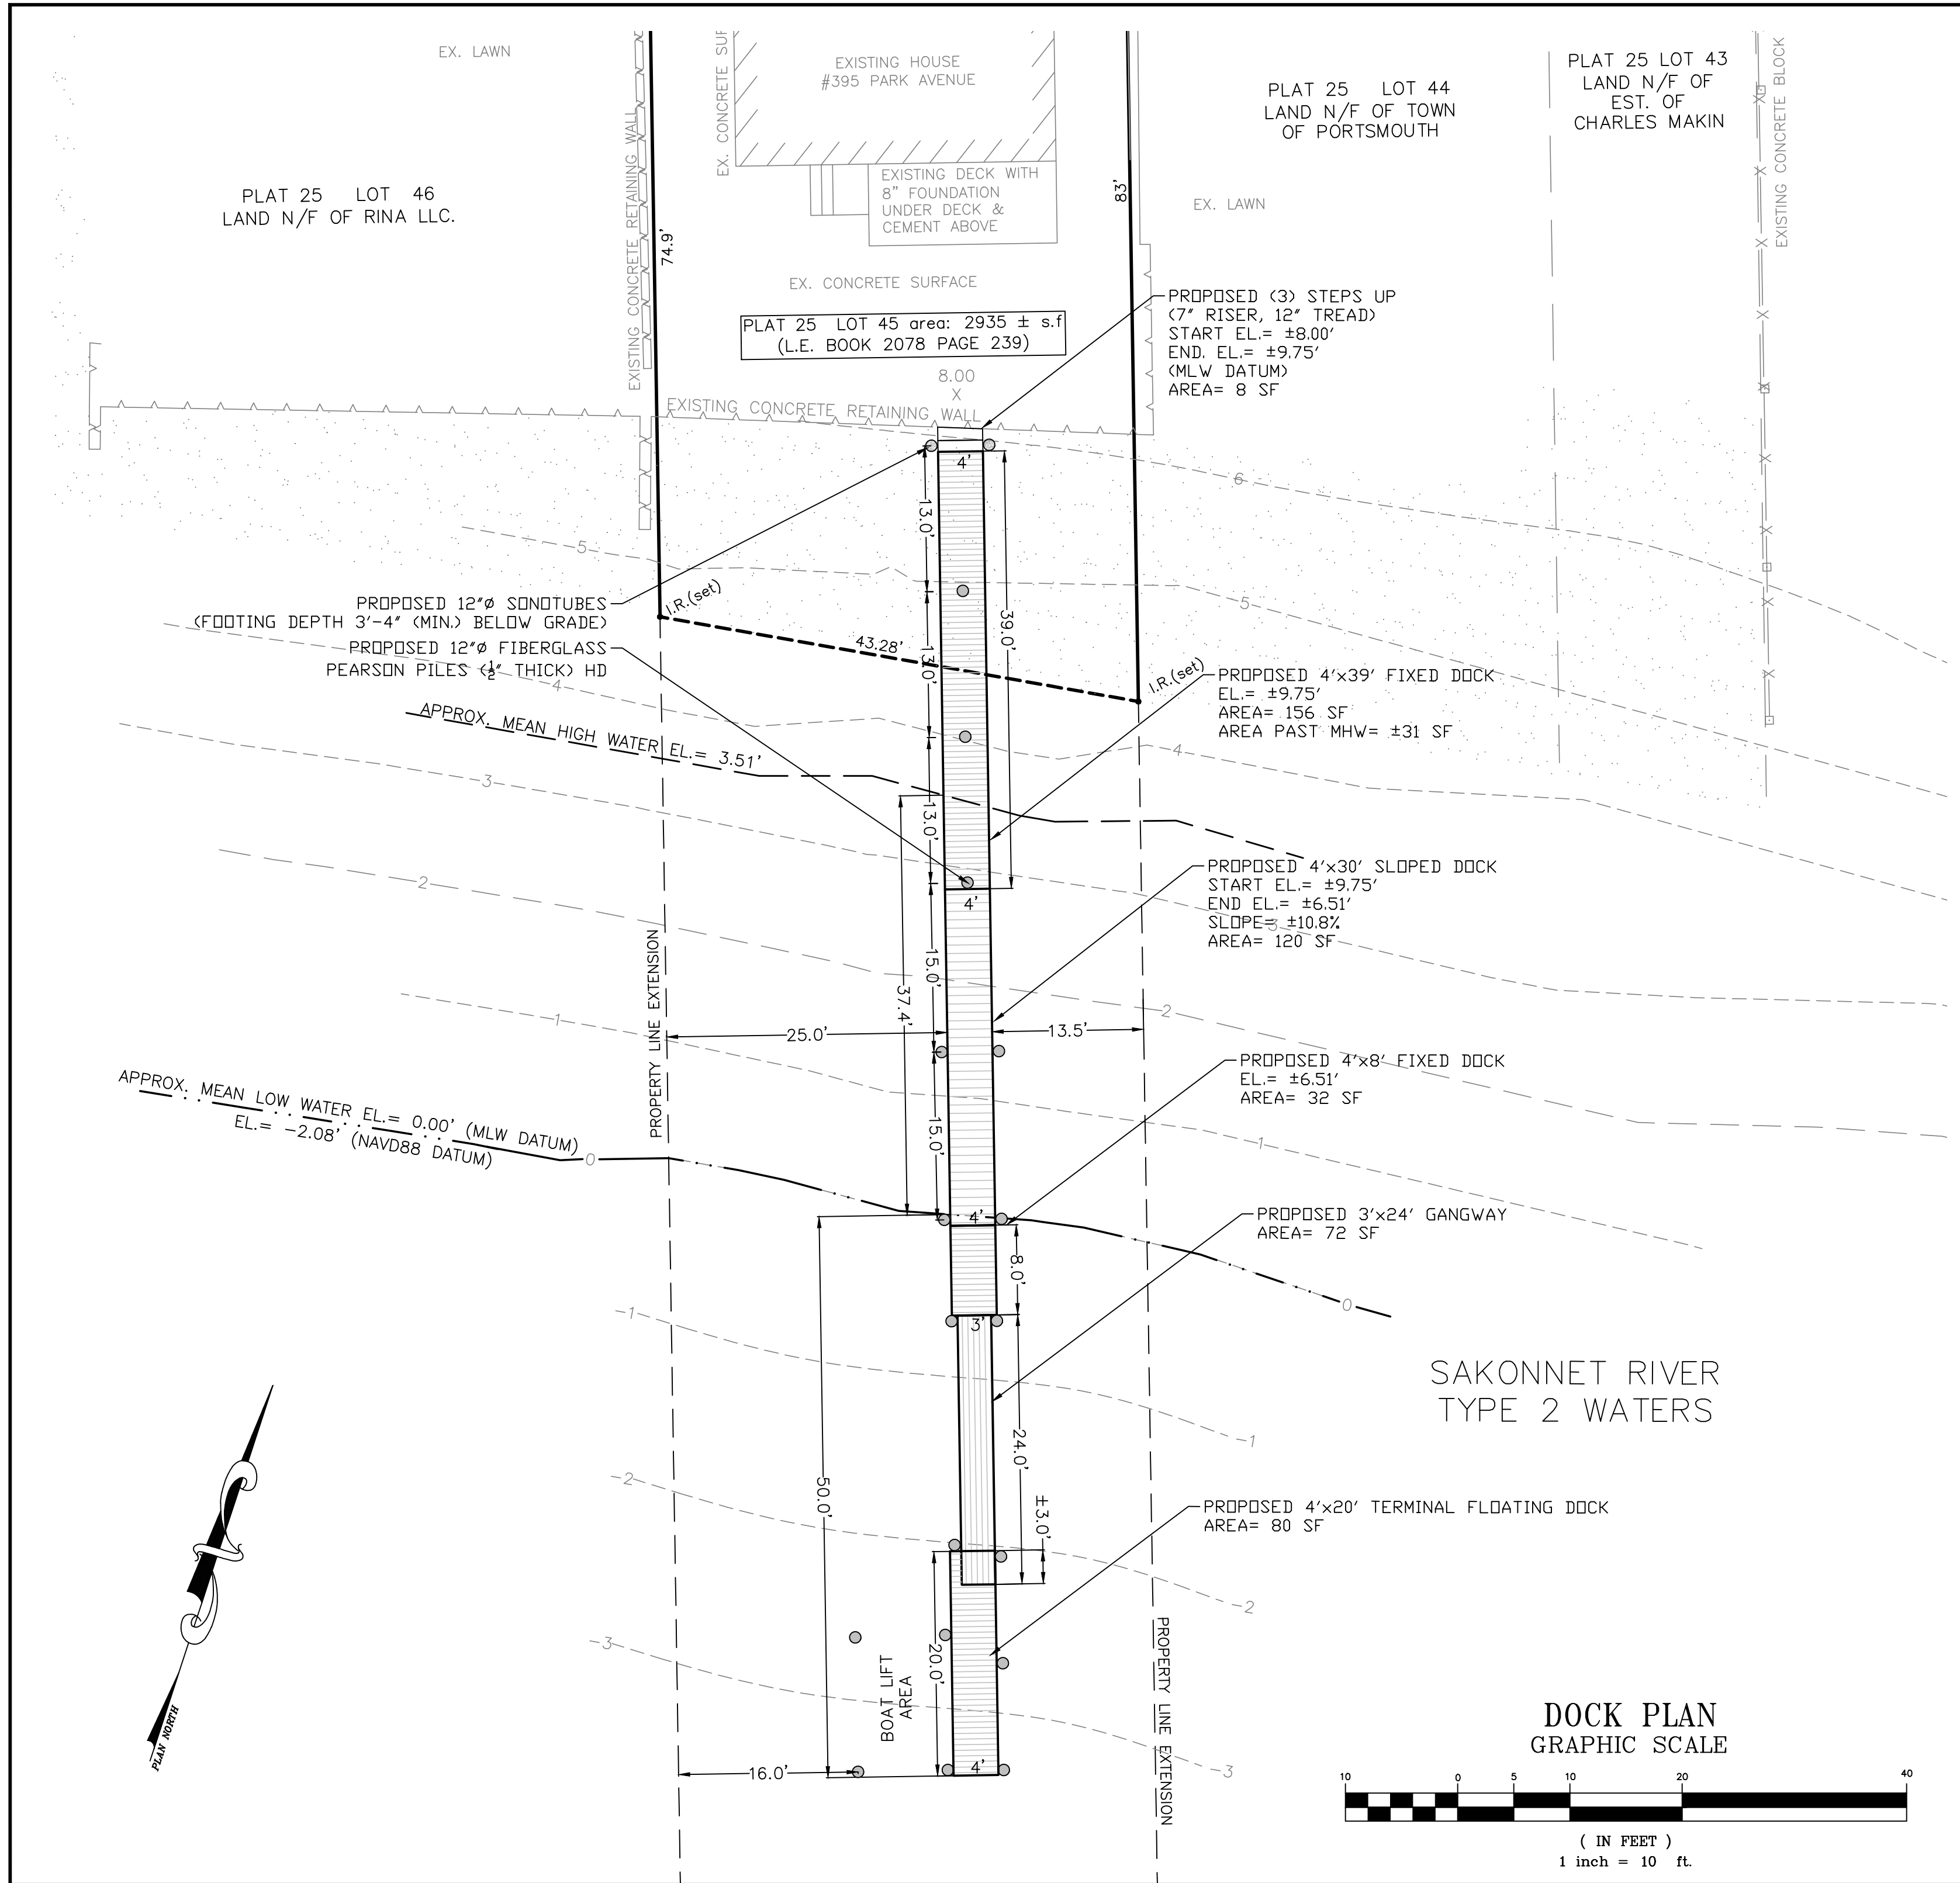 EX. LAWN
EX. CONCRETE SUR
EXISTING HOUSE
#395 PARK AVENUE
PLAT 25 LOT 44
LAND N/F OF TOWN
OF PORTSMOUTH
PLAT 25 LOT 43
LAND N/F OF
EST. OF
CHARLES MAKIN
EXISTING CONCRETE BLOCK
PLAT 25 LOT 46
LAND N/F OF RINA LLC.
EXISTING CONCRETE RETAINING WALL
EXISTING CONCRETE RETAINING WALL
74.9'
EXISTING DECK WITH
8" FOUNDATION
UNDER DECK &
CEMENT ABOVE
83'
EX. LAWN
EX. CONCRETE SURFACE
PLAT 25 LOT 45 area: 2935 ± s.f
(L.E. BOOK 2078 PAGE 239)
PROPOSED (3) STEPS UP
(7" RISER, 12" TREAD)
START EL.= ±8.00'
END. EL.= ±9.75'
(MLW DATUM)
AREA= 8 SF
8.00
X
EXISTING CONCRETE RETAINING WALL
4'
6
13.0'
5
5
39.0'
PROPOSED 12"Ø SONOTUBES
(FOOTING DEPTH 3'-4" (MIN.) BELOW GRADE)
PROPOSED 12"Ø FIBERGLASS
PEARSON PILES (½" THICK) HD
I.R.(set)
43.28'
13.0'
I.R.(set)
PROPOSED 4'x39' FIXED DOCK
EL.= ±9.75'
AREA= 156 SF
AREA PAST MHW= ±31 SF
4
4
APPROX. MEAN HIGH WATER EL.= 3.51'
3
13.0'
PROPOSED 4'x30' SLOPED DOCK
START EL.= ±9.75'
END EL.= ±6.51'
SLOPE= ±10.8%
AREA= 120 SF
3
2
4'
15.0'
37.4'
PROPERTY LINE EXTENSION
1
25.0'
13.5'
2
PROPOSED 4'x8' FIXED DOCK
EL.= ±6.51'
AREA= 32 SF
APPROX. MEAN LOW WATER EL.= 0.00' (MLW DATUM)
EL.= -2.08' (NAVD88 DATUM)
0
15.0'
1
4'
PROPOSED 3'x24' GANGWAY
AREA= 72 SF
8.0'
0
-1
3'
SAKONNET RIVER
TYPE 2 WATERS
-1
24.0'
50.0'
-2
±3.0'
PROPOSED 4'x20' TERMINAL FLOATING DOCK
AREA= 80 SF
-2
-3
20.0'
BOAT LIFT
AREA
PROPERTY LINE EXTENSION
-3
16.0'
4'
PLAN NORTH
DOCK PLAN
GRAPHIC SCALE
10 0 5 10 20 40
( IN FEET )
1 inch = 10 ft.